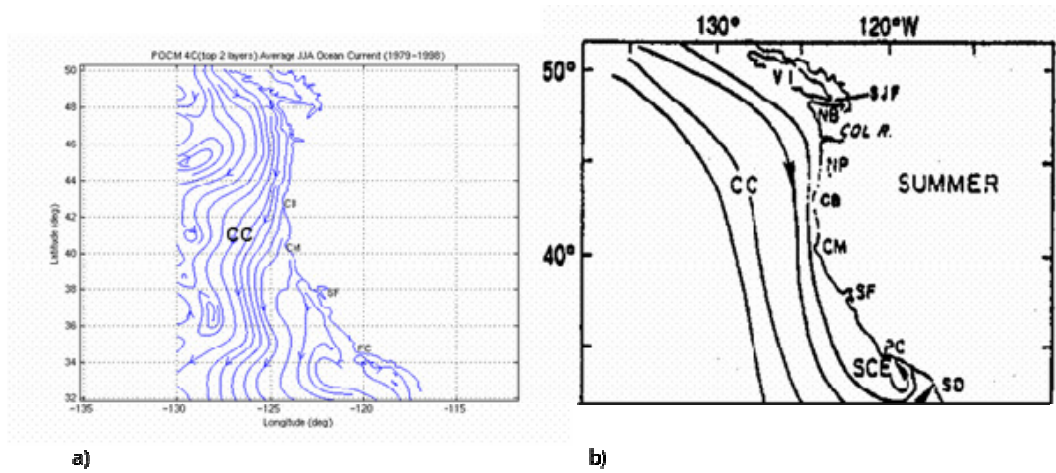 POCM 4C(top 2 layers) Average JJA Ocean Current (1979-1998)
50
48
46
44
42
40
38
36
34
32
Latitude (deg)
CB
CC
CM
SF
-135
-130
-125
-120
-115
Longitude (deg)
a)
130° 120°W
50°
40°
VI
SJF
NB
COL R.
NP
CC
SUMMER
CB
CM
SF
PC
SCE
SD
b)